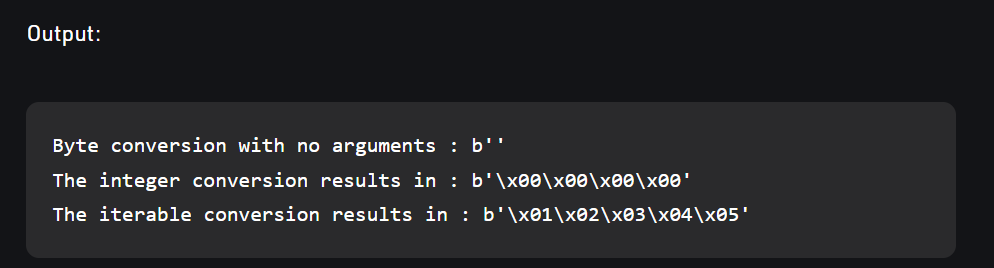 Output:
Byte conversion with no arguments : b''
The integer conversion results in : b'\x00\x00\x00\x00'
The iterable conversion results in : b'\x01\x02\x03\x04\x05'